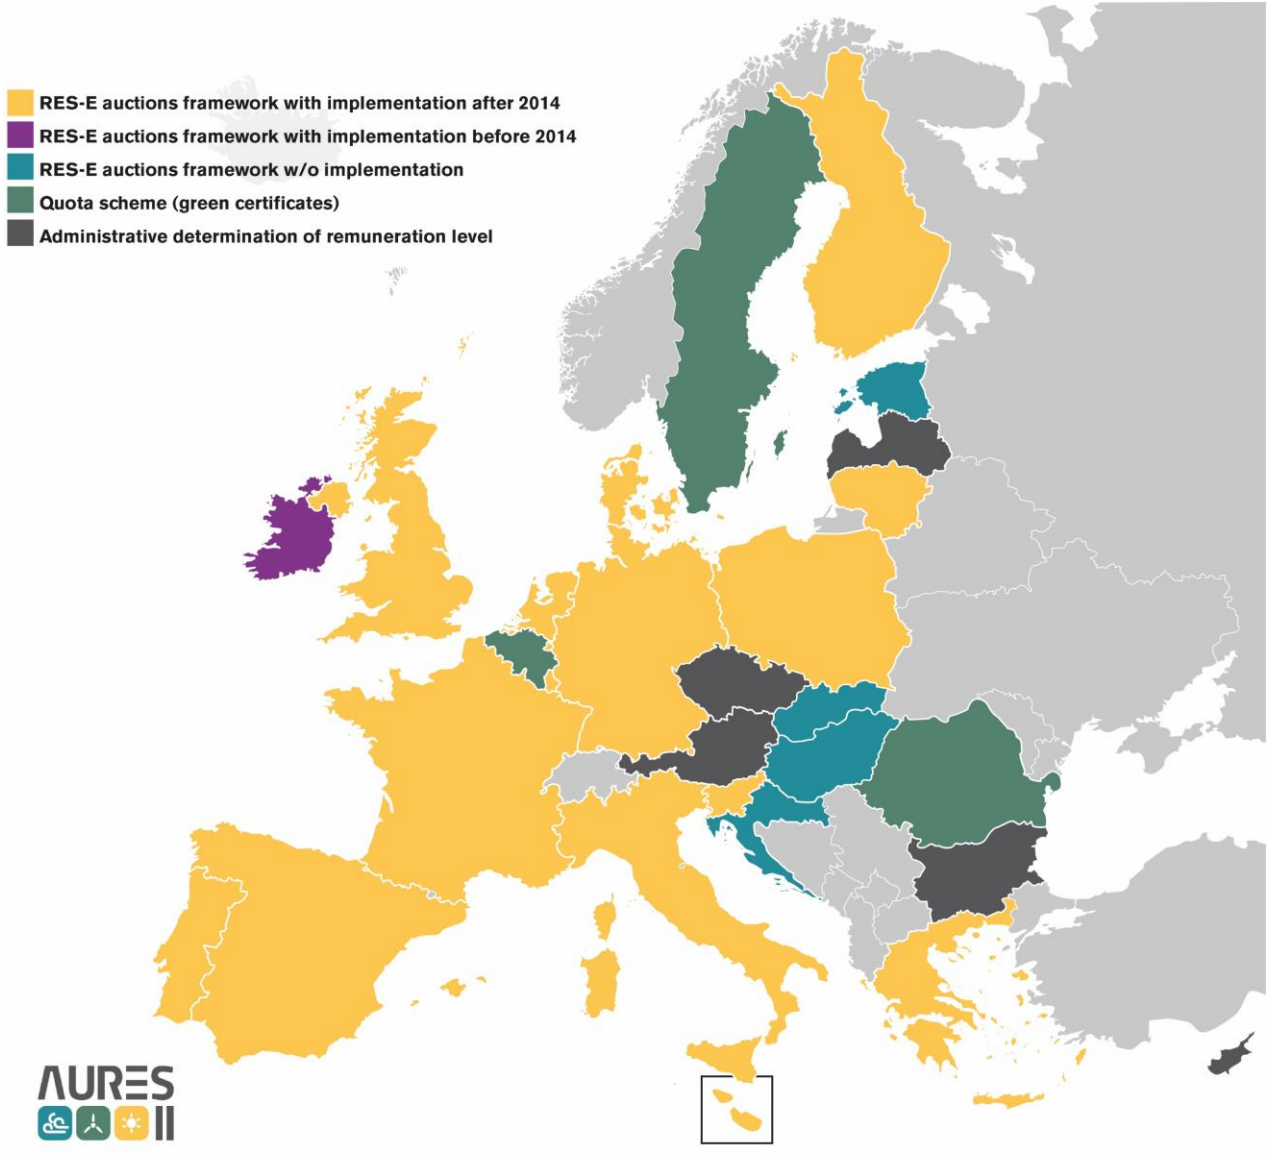 RES-E auctions framework with implementation after 2014
RES-E auctions framework with implementation before 2014
RES-E auctions framework w/o implementation
Quota scheme (green certificates)
Administrative determination of remuneration level
AURES
II